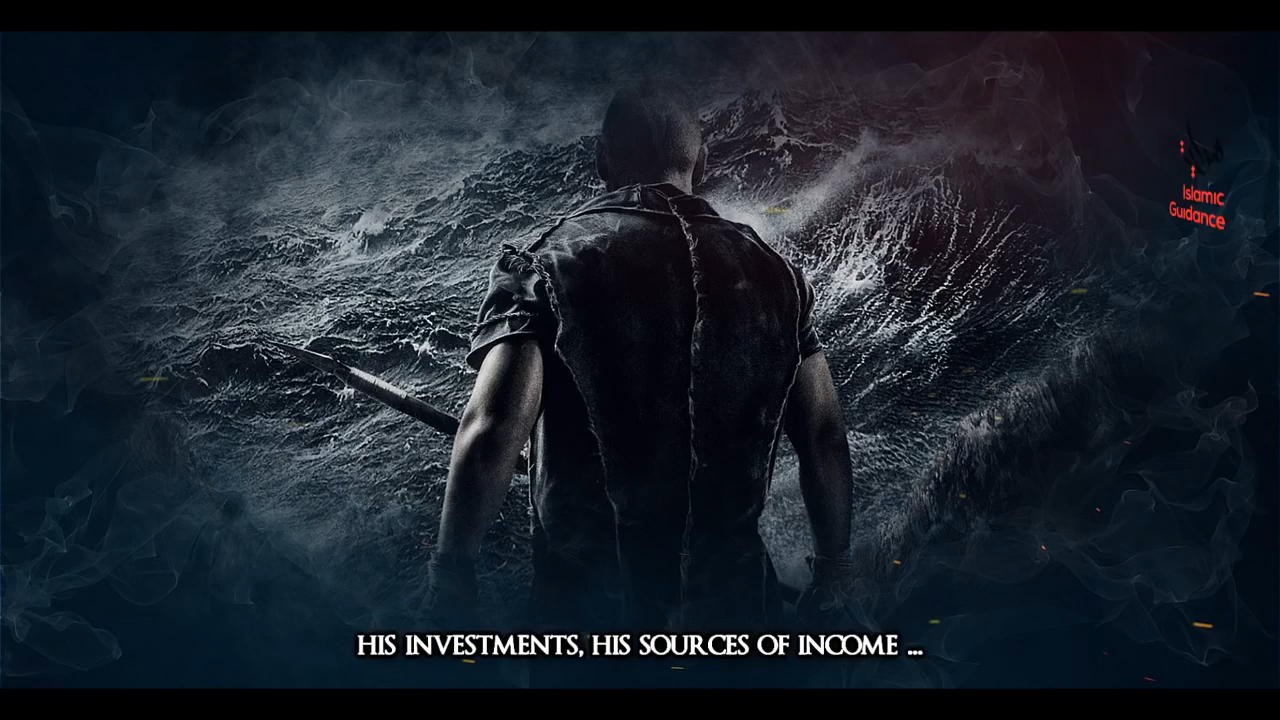 Islamic
Guidance
HIS INVESTMENTS, HIS SOURCES OF INCOME ...